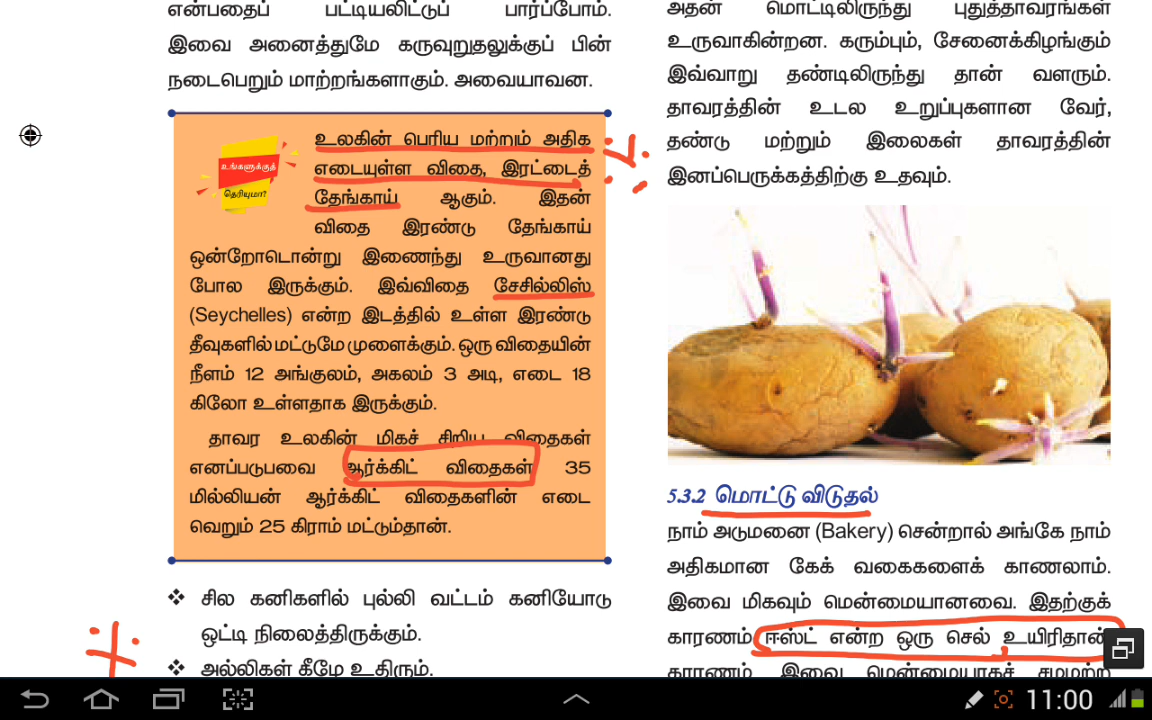 என்பதைப் பட்டியலிட்டுப் பார்ப்போம்.
இவை அனைத்துமே கருவுறுதலுக்குப் பின்
நடைபெறும் மாற்றங்களாகும். அவையாவன.
உங்களுக்குத்
தெரியுமா?
உலகின் பெரிய மற்றும் அதிக
எடையுள்ள விதை, இரட்டைத்
தேங்காய் ஆகும். இதன்
விதை இரண்டு தேங்காய்
ஒன்றோடொன்று இணைந்து உருவானது
போல இருக்கும். இவ்விதை சேசில்லிஸ்
(Seychelles) என்ற இடத்தில் உள்ள இரண்டு
தீவுகளில் மட்டுமே முளைக்கும். ஒரு விதையின்
நீளம் 12 அங்குலம், அகலம் 3 அடி, எடை 18
கிலோ உள்ளதாக இருக்கும்.
தாவர உலகின் மிகச் சிறிய விதைகள்
எனப்படுபவை ஆர்க்கிட் விதைகள் 35
மில்லியன் ஆர்க்கிட் விதைகளின் எடை
வெறும் 25 கிராம் மட்டும்தான்.
❖ சில கனிகளில் புல்லி வட்டம் கனியோடு
ஒட்டி நிலைத்திருக்கும்.
❖ அல்லிகள் கீழே உதிரும்.
அதன் மொட்டிலிருந்து புதுத்தாவரங்கள்
உருவாகின்றன. கரும்பும், சேனைக்கிழங்கும்
இவ்வாறு தண்டிலிருந்து தான் வளரும்.
தாவரத்தின் உடல உறுப்புகளான வேர்,
தண்டு மற்றும் இலைகள் தாவரத்தின்
இனப்பெருக்கத்திற்கு உதவும்.
5.3.2 மொட்டு விடுதல்
நாம் அடுமனை (Bakery) சென்றால் அங்கே நாம்
அதிகமான கேக் வகைகளைக் காணலாம்.
இவை மிகவும் மென்மையானவை. இதற்குக்
காரணம் ஈஸ்ட் என்ற ஒரு செல் உயிரிதான்
காரணம். இவை மென்மையாகச்
11:00